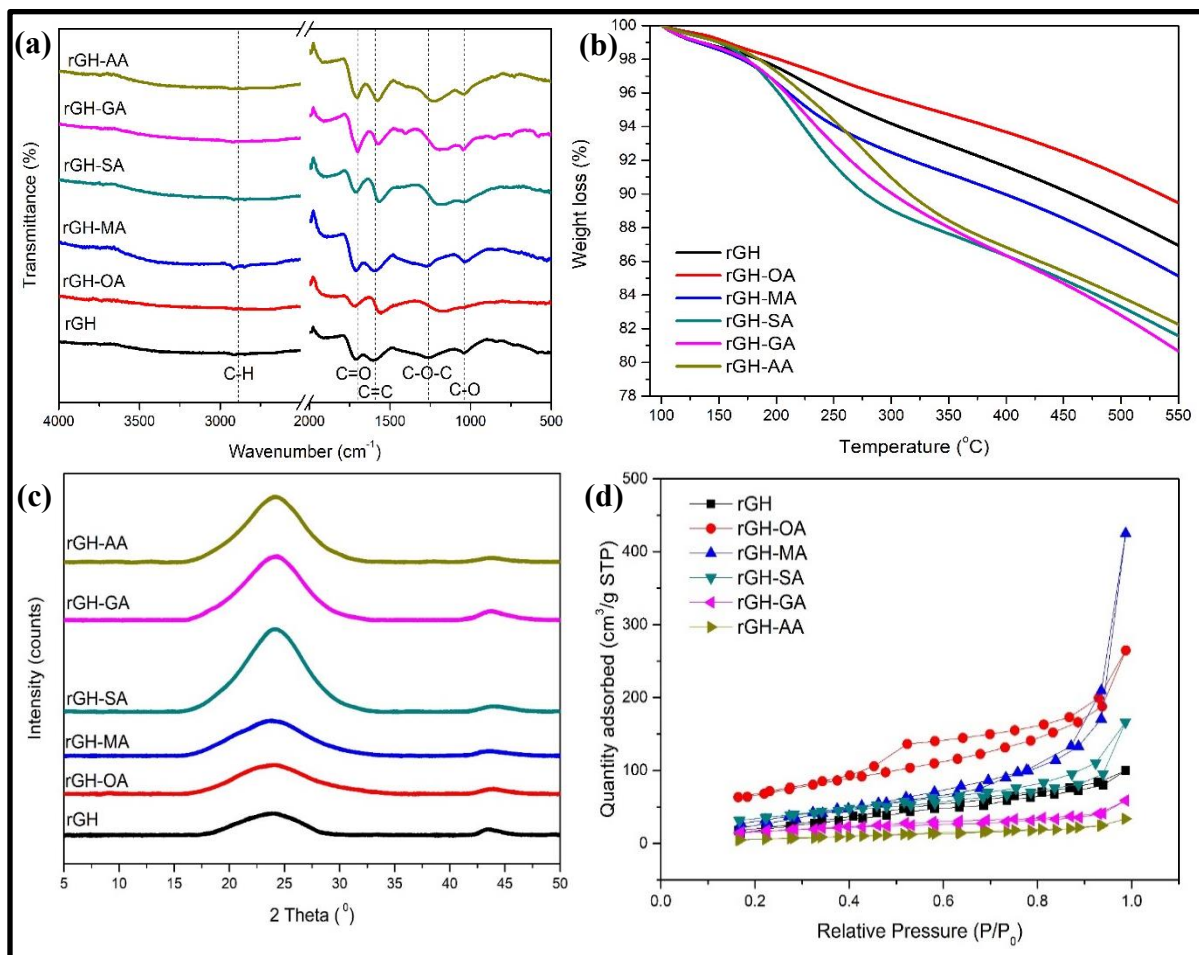 (a)
rGH-AA
rGH-GA
rGH-SA
rGH-MA
rGH-OA
rGH
C-H
C=O
C=C
C-O-C
C-O
Transmittance (%)
4000 3500 3000 2500 2000 1500 1000 500
Wavenumber (cm⁻¹)
(b)
100
98
96
94
92
90
88
86
84
82
80
78
Weight loss (%)
rGH
rGH-OA
rGH-MA
rGH-SA
rGH-GA
rGH-AA
100 150 200 250 300 350 400 450 500 550
Temperature (°C)
(c)
rGH-AA
rGH-GA
rGH-SA
rGH-MA
rGH-OA
rGH
Intensity (counts)
5 10 15 20 25 30 35 40 45 50
2 Theta (⁰)
(d)
500
400
300
200
100
0
Quantity adsorbed (cm³/g STP)
rGH
rGH-OA
rGH-MA
rGH-SA
rGH-GA
rGH-AA
0.0 0.2 0.4 0.6 0.8 1.0
Relative Pressure (P/P₀)